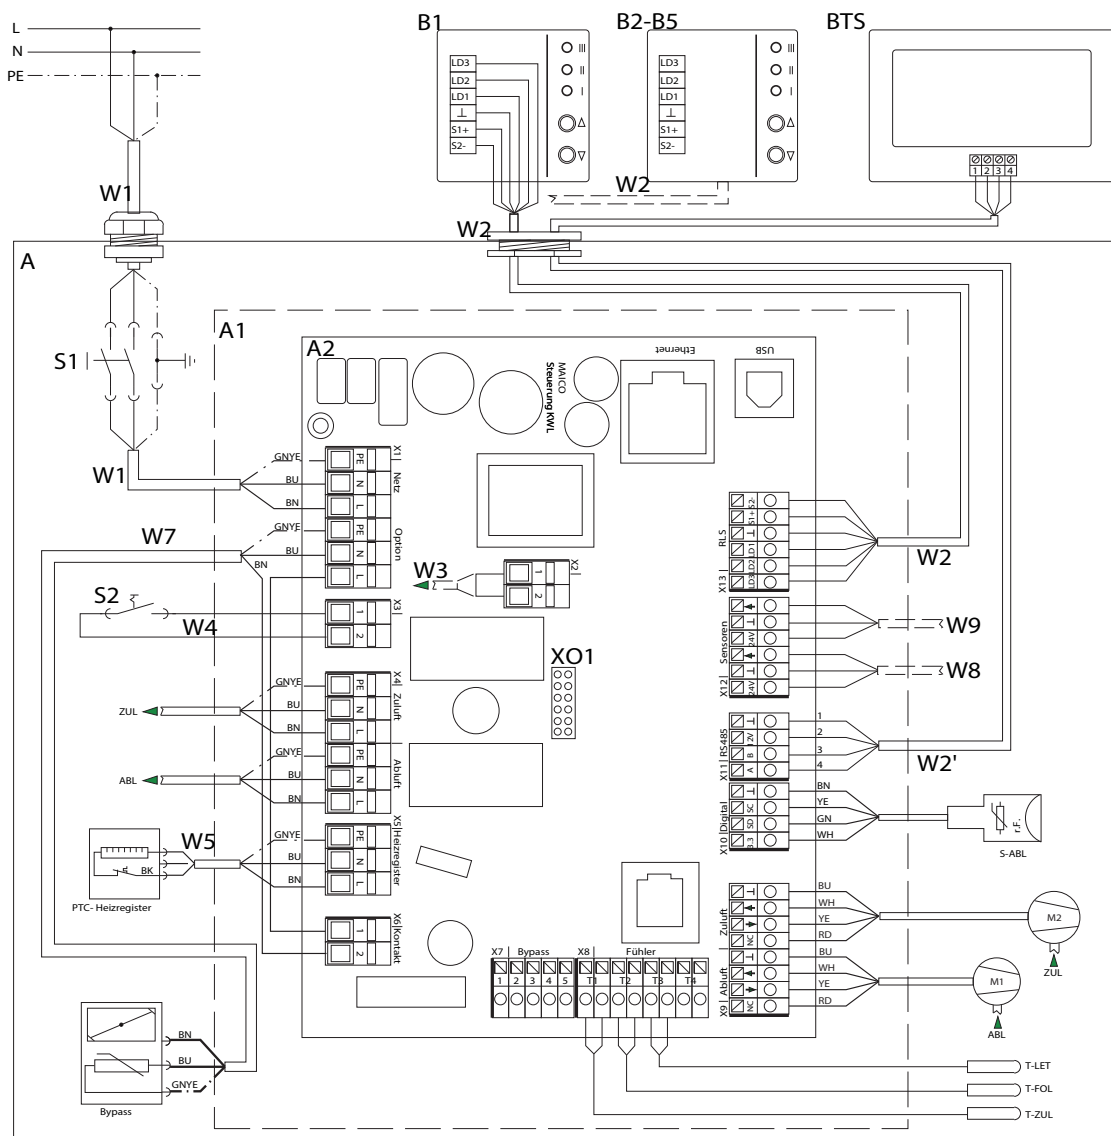 L
N
PE
B1
LD3
LD2
LD1
⊥
S1+
S2-
III
II
I
△
▽
B2-B5
LD3
LD2
LD1
⊥
S1+
S2-
III
II
I
△
▽
BTS
1 2 3 4
W1
W2
W2
A
S1
A1
A2
MAICO
Steuerung KWL
Ethernet
USB
W1
GNYE
BU
BN
PE
N
L
X1
Netz
W7
GNYE
BU
BN
PE
N
L
Option
W3
1
2
X2
S2
W4
1
2
X3
XO1
ZUL
GNYE
BU
BN
PE
N
L
X4
Zuluft
ABL
GNYE
BU
BN
PE
N
L
Abluft
W5
BK
PTC- Heizregister
GNYE
BU
BN
PE
N
L
X5 Heizregister
1
2
X6 Kontakt
X7 Bypass
1 2 3 4 5
X8 Fühler
T1 T2 T3 T4
BN
BU
GNYE
Bypass
X13 RLS
S2-
S1+
⊥
LD1
LD2
LD3
W2
X12 Sensoren
⊥
24V
⊥
24V
W9
W8
X11 RS485
⊥
12V
B
A
1
2
3
4
W2'
X10 Digital
⊥
SC
SD
3.3
BN
YE
GN
WH
r.F.
S-ABL
Zuluft
⊥
NC
BU
WH
YE
RD
M2
ZUL
X9 Abluft
⊥
NC
BU
WH
YE
RD
M1
ABL
T-LET
T-FOL
T-ZUL